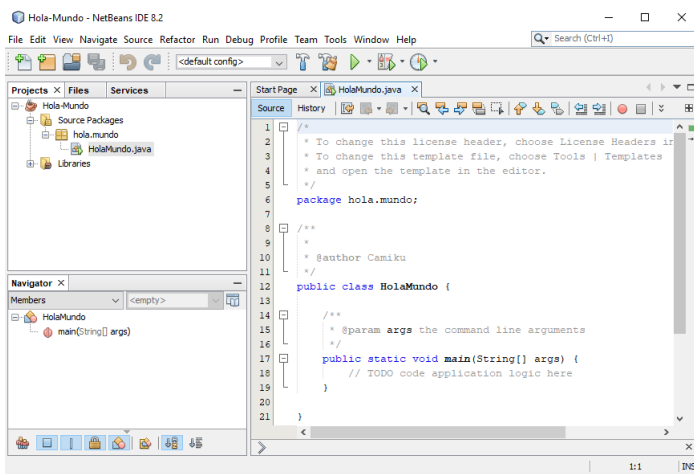 Hola-Mundo - NetBeans IDE 8.2
File Edit View Navigate Source Refactor Run Debug Profile Team Tools Window Help
Search (Ctrl+I)
<default config>
Projects Files Services
Hola-Mundo
Source Packages
hola.mundo
HolaMundo.java
Libraries
Navigator
Members <empty>
HolaMundo
main(String[] args)
Start Page HolaMundo.java
Source History
1 /*
2 * To change this license header, choose License Headers in
3 * To change this template file, choose Tools | Templates
4 * and open the template in the editor.
5 */
6 package hola.mundo;
7
8 /**
9 *
10 * @author Camiku
11 */
12 public class HolaMundo {
13
14 /**
15 * @param args the command line arguments
16 */
17 public static void main(String[] args) {
18 // TODO code application logic here
19 }
20
21 }
1:1 INS